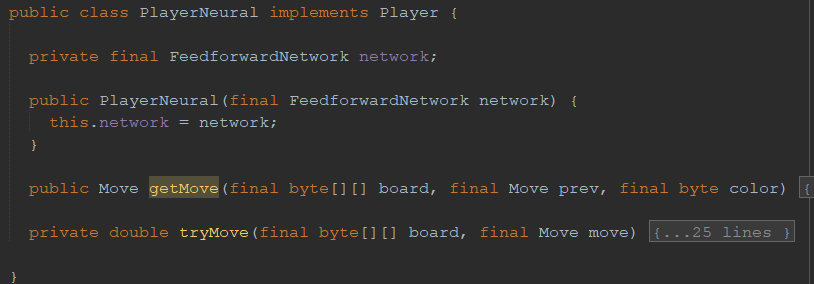 public class PlayerNeural implements Player {
private final FeedforwardNetwork network;
public PlayerNeural(final FeedforwardNetwork network) {
this.network = network;
}
public Move getMove(final byte[][] board, final Move prev, final byte color) {
private double tryMove(final byte[][] board, final Move move) {...25 lines }
}